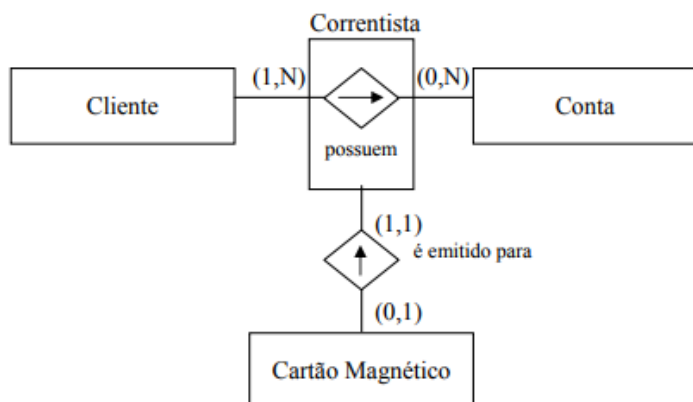 Correntista
(1,N)
(0,N)
Cliente
Conta
possuem
(1,1)
é emitido para
(0,1)
Cartão Magnético